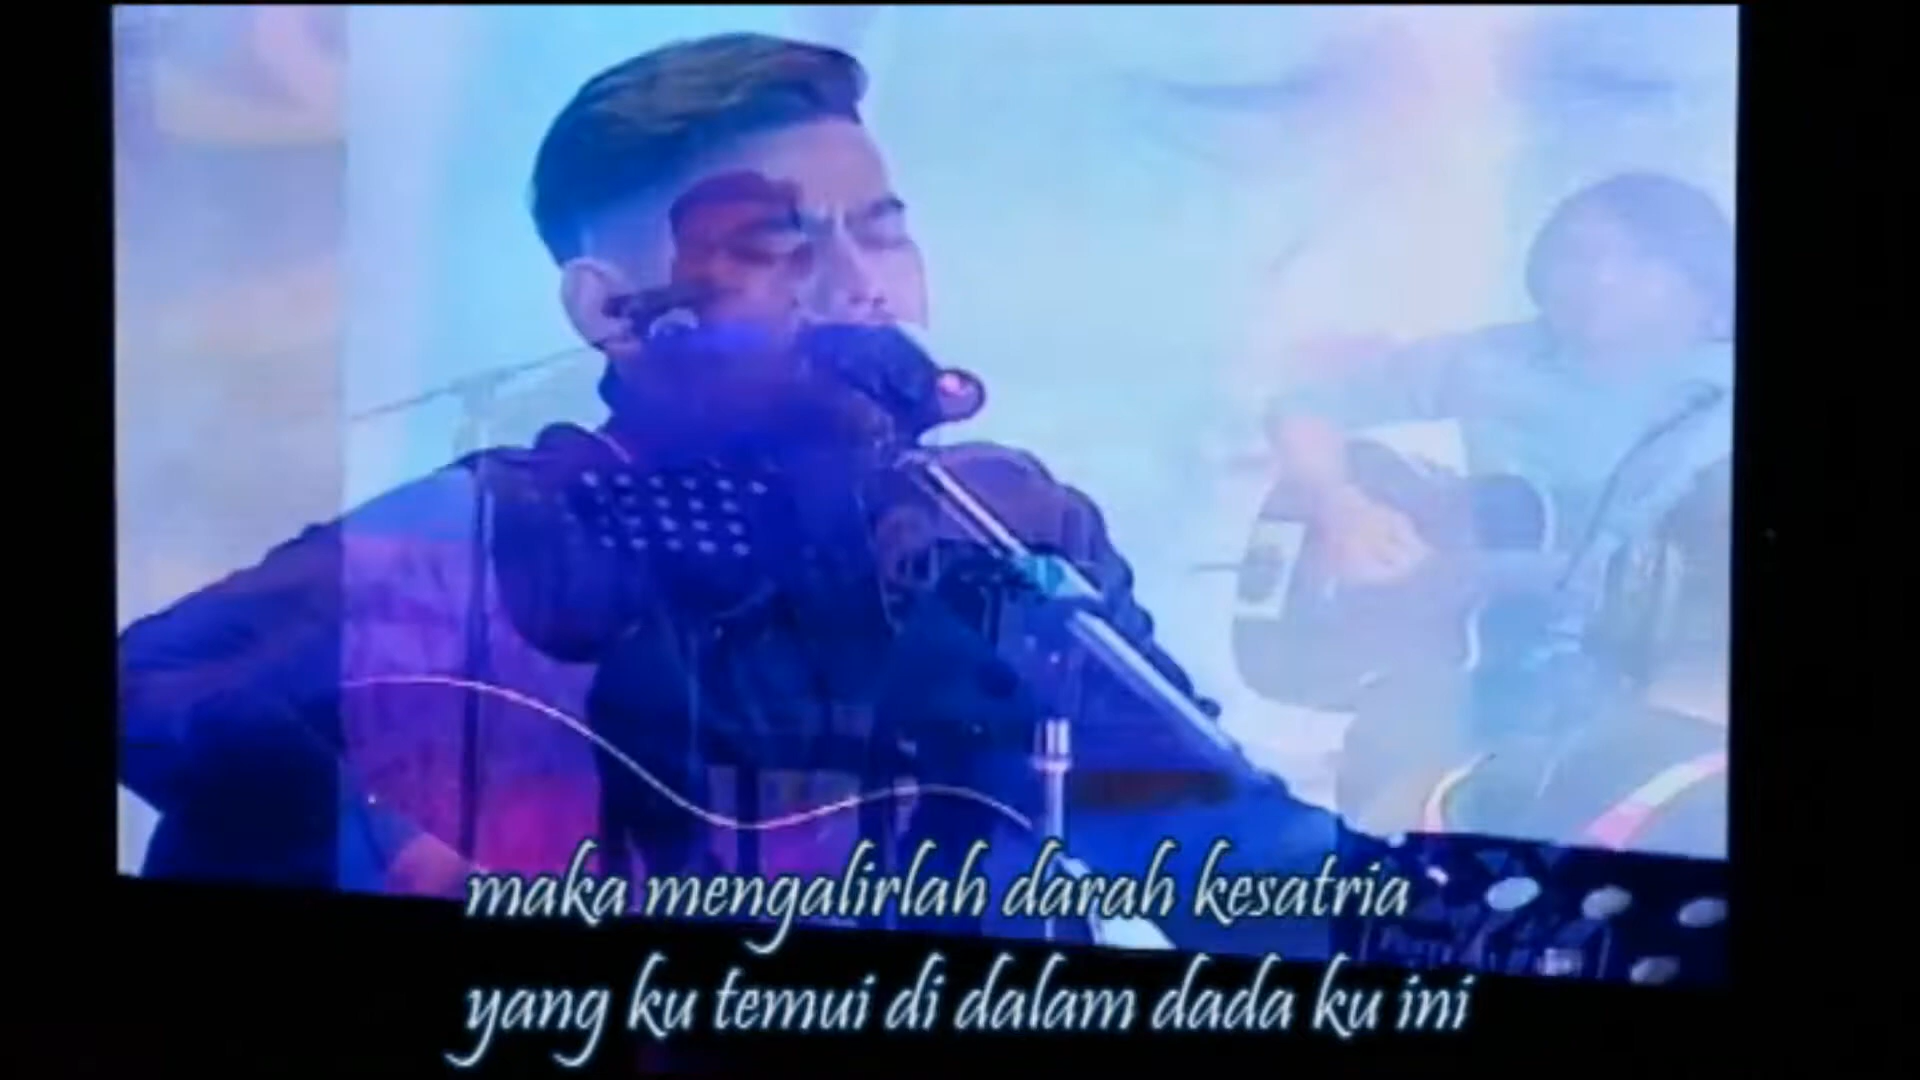 maka mengalirlah darah kesatria
yang ku temui di dalam dada ku ini